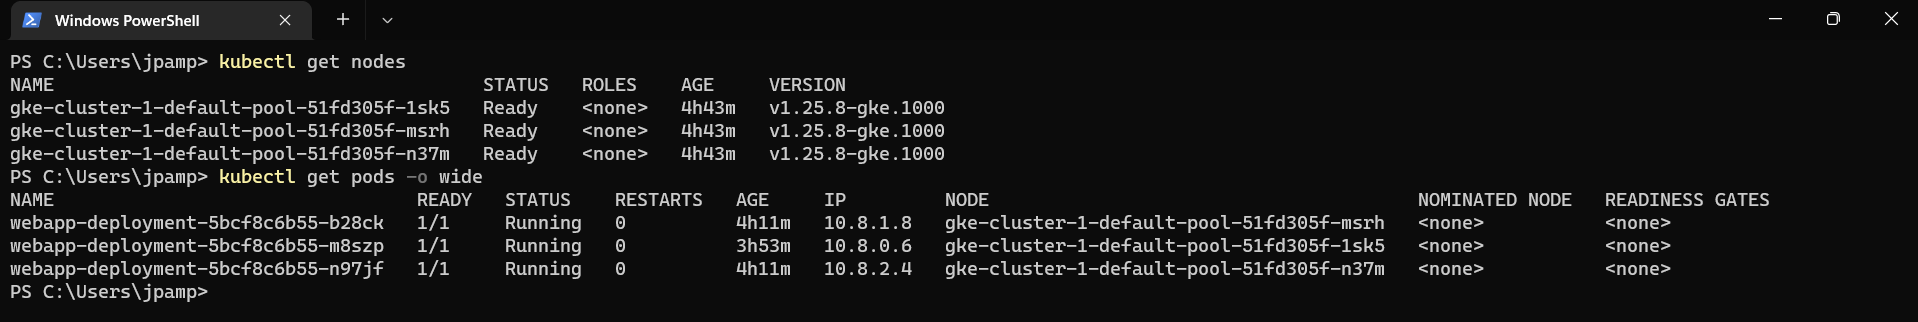 Windows PowerShell
PS C:\Users\jpamp> kubectl get nodes
NAME STATUS ROLES AGE VERSION
gke-cluster-1-default-pool-51fd305f-1sk5 Ready <none> 4h43m v1.25.8-gke.1000
gke-cluster-1-default-pool-51fd305f-msrh Ready <none> 4h43m v1.25.8-gke.1000
gke-cluster-1-default-pool-51fd305f-n37m Ready <none> 4h43m v1.25.8-gke.1000
PS C:\Users\jpamp> kubectl get pods -o wide
NAME READY STATUS RESTARTS AGE IP NODE NOMINATED NODE READINESS GATES
webapp-deployment-5bcf8c6b55-b28ck 1/1 Running 0 4h11m 10.8.1.8 gke-cluster-1-default-pool-51fd305f-msrh <none> <none>
webapp-deployment-5bcf8c6b55-m8szp 1/1 Running 0 3h53m 10.8.0.6 gke-cluster-1-default-pool-51fd305f-1sk5 <none> <none>
webapp-deployment-5bcf8c6b55-n97jf 1/1 Running 0 4h11m 10.8.2.4 gke-cluster-1-default-pool-51fd305f-n37m <none> <none>
PS C:\Users\jpamp>